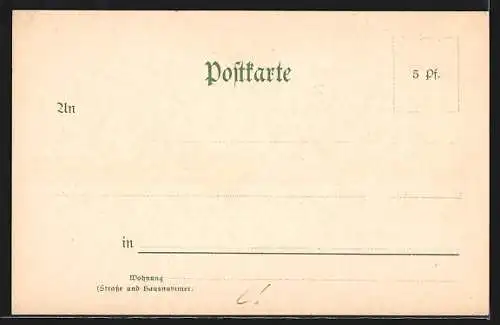 Postkarte
5 Pf.
An
in
Wohnung
(Straße und Hausnummer)